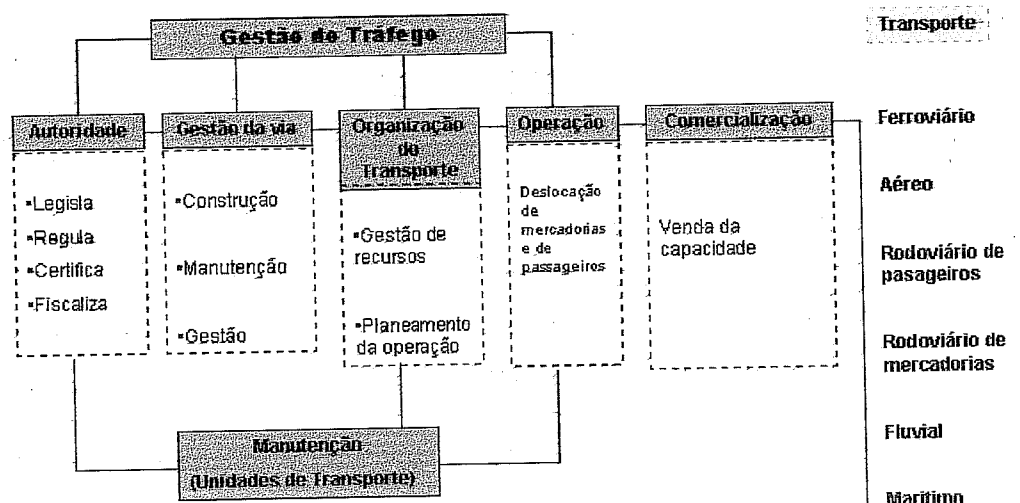 Gestão do Tráfego
Transporte
Autoridade
▪Legisla
▪Regula
▪Certifica
▪Fiscaliza
Gestão da via
▪Construção
▪Manutenção
▪Gestão
Organização
do
Transporte
▪Gestão de
recursos
▪Planeamento
da operação
Operação
Deslocação
de
mercadorias
e de
passageiros
Comercialização
Venda da
capacidade
Ferroviário
Aéreo
Rodoviário de
pasageiros
Rodoviário de
mercadorias
Fluvial
Marítimo
Manutenção
(Unidades de Transporte)